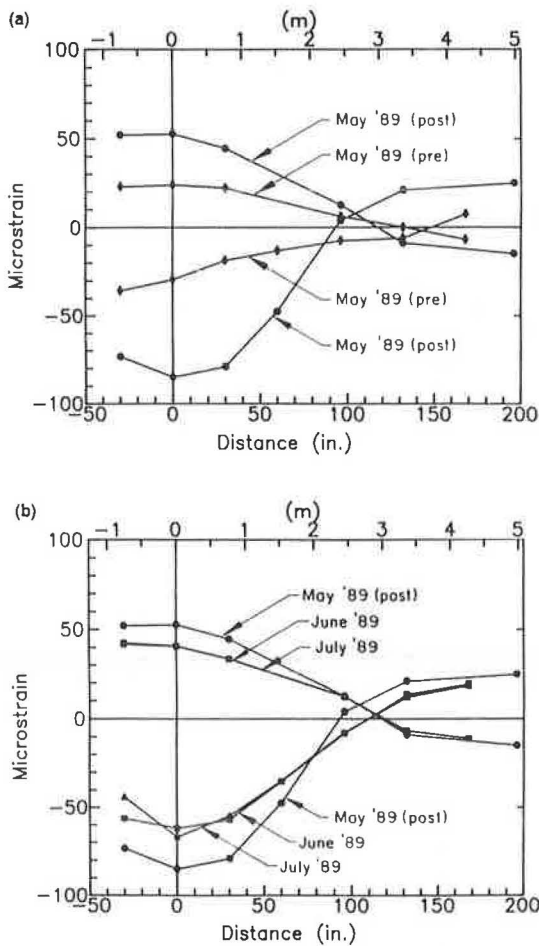 (a)
(m)
−1 0 1 2 3 4 5
100
50
0
−50
−100
Microstrain
May '89 (post)
May '89 (pre)
May '89 (pre)
May '89 (post)
−50 0 50 100 150 200
Distance (in.)
(b)
(m)
−1 0 1 2 3 4 5
100
50
0
−50
−100
Microstrain
May '89 (post)
June '89
July '89
May '89 (post)
June '89
July '89
−50 0 50 100 150 200
Distance (in.)